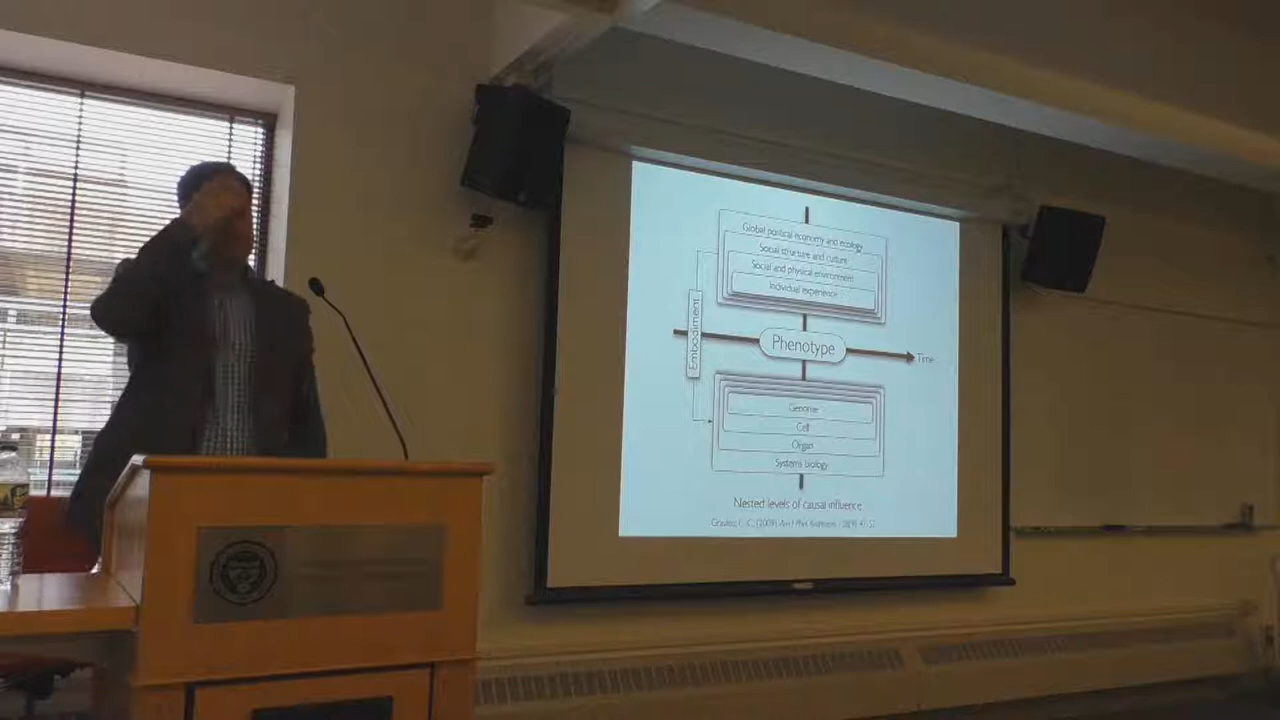 Global political economy and ecology
Social structure and culture
Social and physical environment
Individual experience
Embodiment
Phenotype
Time
Genome
Cell
Organ
Systems biology
Nested levels of causal influence